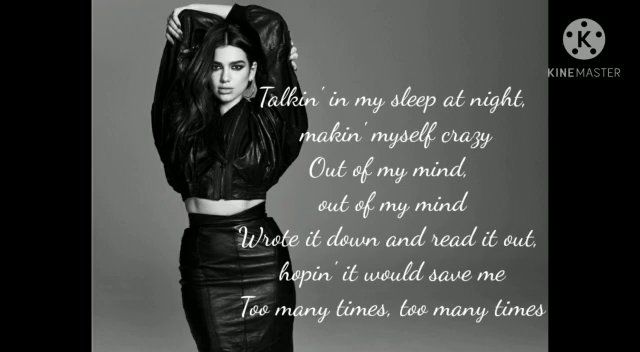 KINEMASTER
Talkin' in my sleep at night,
makin' myself crazy
Out of my mind,
out of my mind
Wrote it down and read it out,
hopin' it would save me
Too many times, too many times